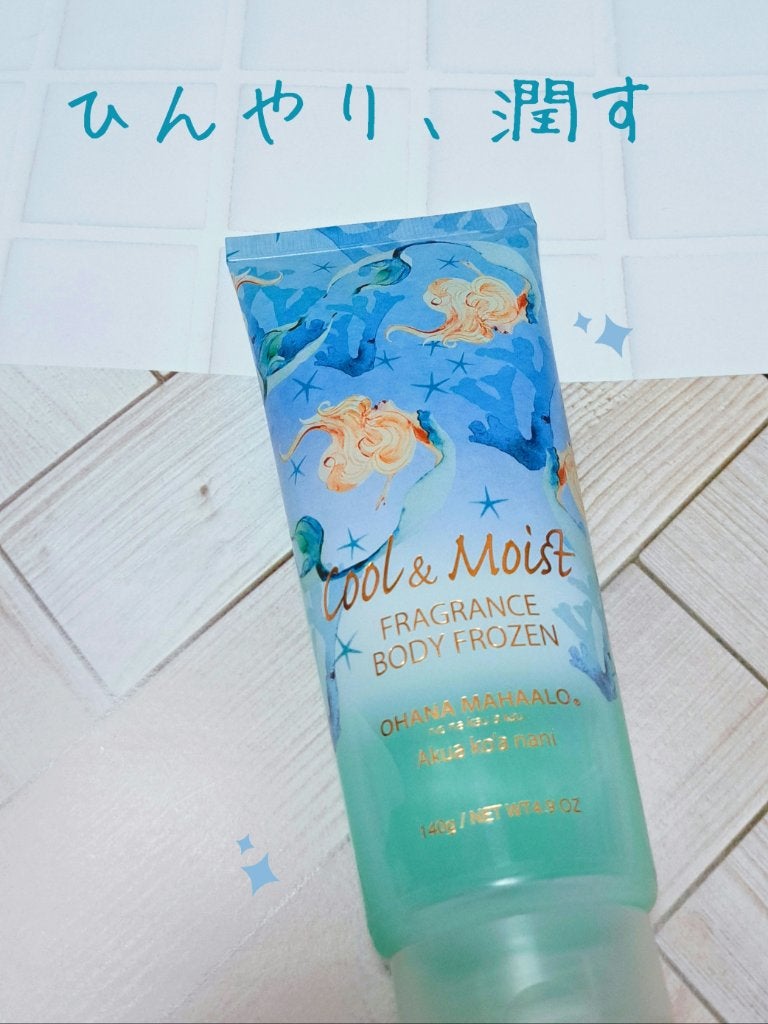 ひんやり、潤す
Cool & Moist
FRAGRANCE
BODY FROZEN
OHANA MAHAALO®
Akua ko'a nani
140g / NET WT4.9 OZ